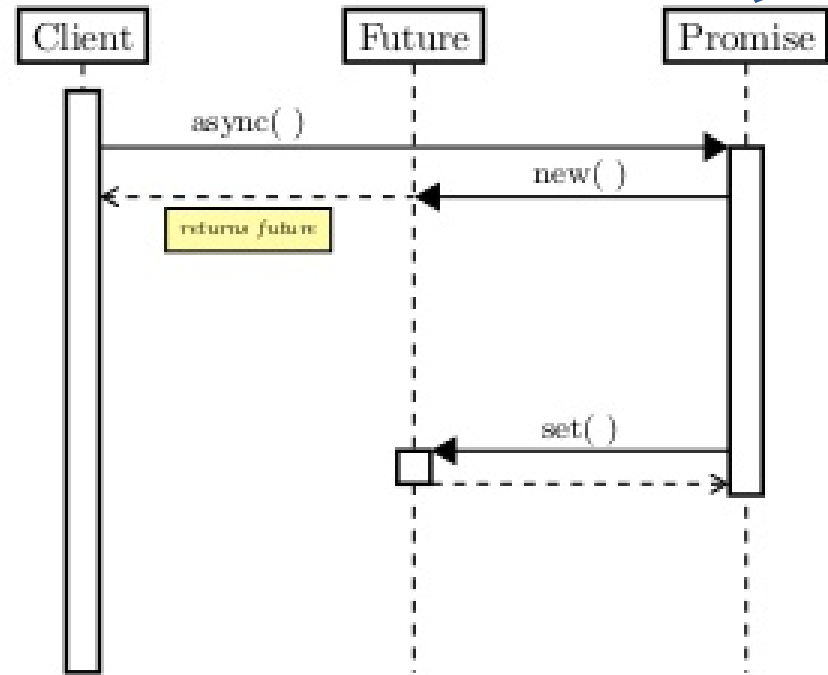 Client
Future
Promise
async( )
new( )
returns future
set( )